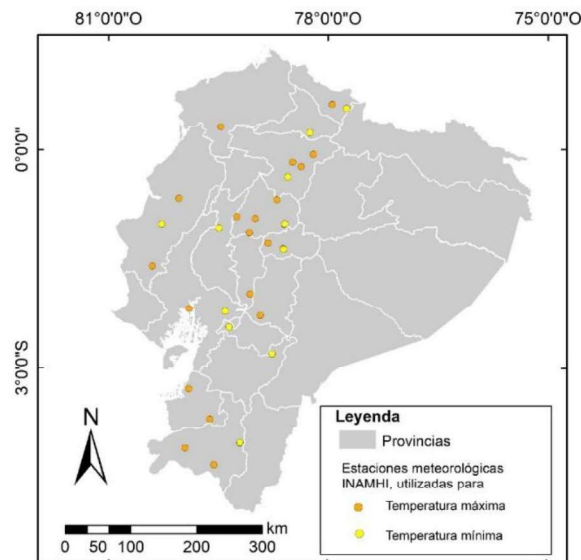 81°0'0"O 78°0'0"O 75°0'0"O
0°0'0"
3°0'0"S
N
km
0 50 100 200 300
Leyenda
Provincias
Estaciones meteorológicas
INAMHI, utilizadas para
Temperatura máxima
Temperatura mínima